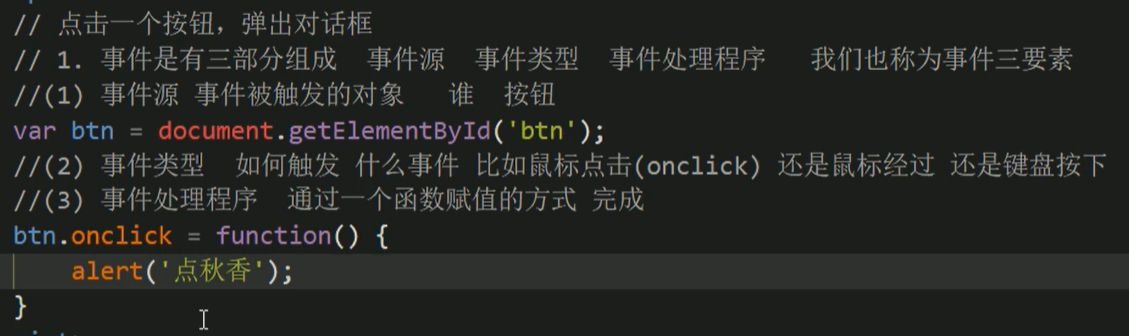 // 点击一个按钮，弹出对话框
// 1. 事件是有三部分组成  事件源  事件类型  事件处理程序   我们也称为事件三要素
//(1) 事件源 事件被触发的对象   谁  按钮
var btn = document.getElementById('btn');
//(2) 事件类型  如何触发 什么事件 比如鼠标点击(onclick) 还是鼠标经过 还是键盘按下
//(3) 事件处理程序  通过一个函数赋值的方式 完成
btn.onclick = function() {
    alert('点秋香');
}